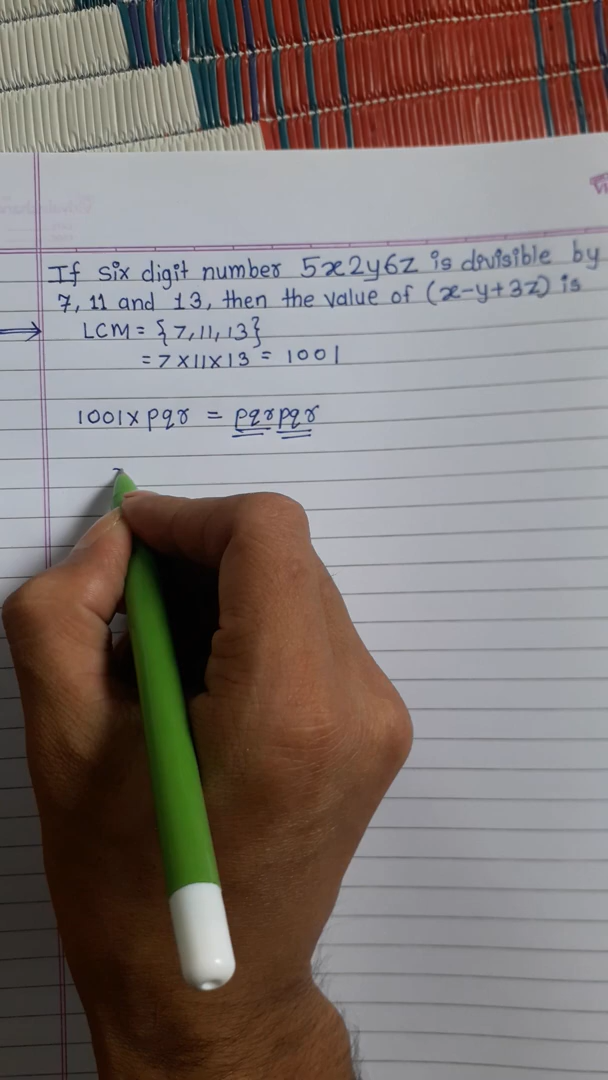 If six digit number 5x2y6z is divisible by
7, 11 and 13, then the value of (x-y+3z) is
LCM = {7,11,13}
= 7×11×13 = 1001
1001× pqr = pqrpqr